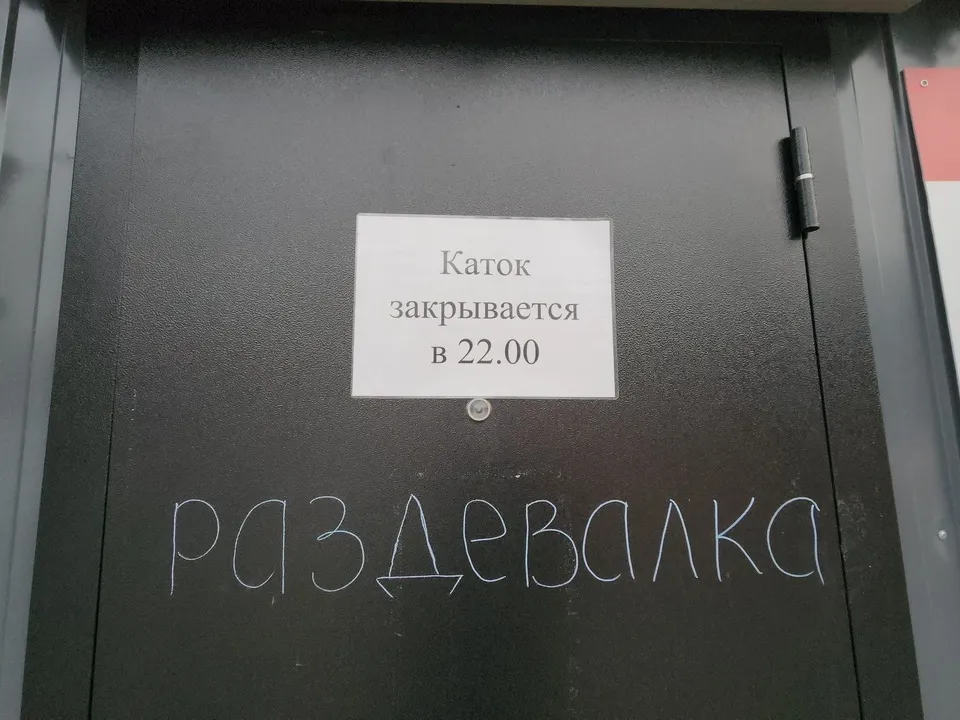 Каток
закрывается
в 22.00
раздевалка